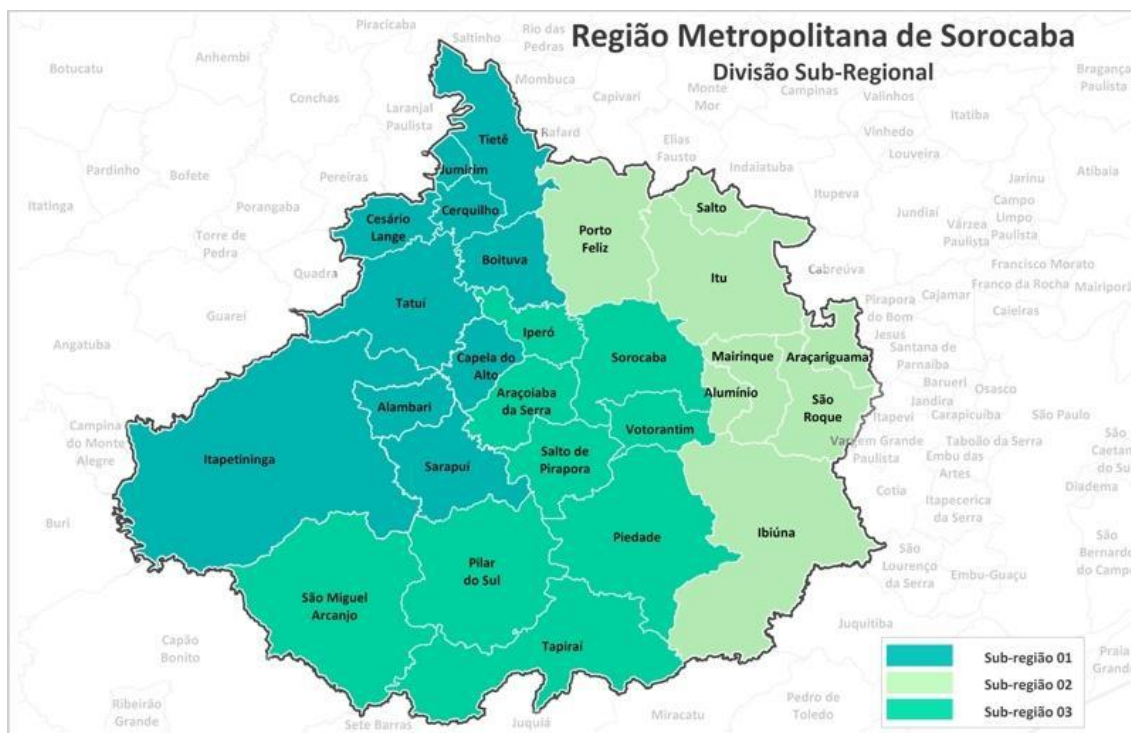 Região Metropolitana de Sorocaba
Divisão Sub-Regional
Piracicaba
Saltinho
Rio das
Pedras
Botucatu
Anhembi
Mombuca
Conchas
Laranjal
Paulista
Capivari
Monte
Mor
Campinas
Valinhos
Bragança
Paulista
Itatiba
Rafard
Elias
Fausto
Vinhedo
Louveira
Indaiatuba
Atibaia
Jarinu
Pardinho
Bofete
Pereiras
Itupeva
Itatinga
Porangaba
Jundiaí
Campo
Limpo
Paulista
Várzea
Paulista
Torre de
Pedra
Quadra
Cabreúva
Francisco Morato
Franco da Rocha
Mairiporã
Cajamar
Caieiras
Guareí
Pirapora
do Bom
Jesus
Angatuba
Santana de
Parnaíba
Barueri
Osasco
Jandira
Itapevi
Carapicuíba
São Paulo
Campina
do Monte
Alegre
Vargem Grande
Paulista
Taboão da Serra
Embu das
Artes
São
Caetan
do Sul
Diadema
Cotia
Itapecerica
da Serra
Buri
São
Lourenço
da Serra
Embu-Guaçu
São
Bernardo
do Campo
Juquitiba
Capão
Bonito
Praia
Grande
Ribeirão
Grande
Sete Barras
Juquiá
Miracatu
Pedro de
Toledo
Tietê
Jumirim
Cerquilho
Cesário
Lange
Boituva
Porto
Feliz
Salto
Itu
Tatuí
Iperó
Capela do
Alto
Sorocaba
Mairinque
Araçariguama
Alumínio
São
Roque
Araçoiaba
da Serra
Alambari
Votorantim
Itapetininga
Sarapuí
Salto de
Pirapora
Piedade
Ibiúna
Pilar
do Sul
São Miguel
Arcanjo
Tapiraí
Sub-região 01
Sub-região 02
Sub-região 03